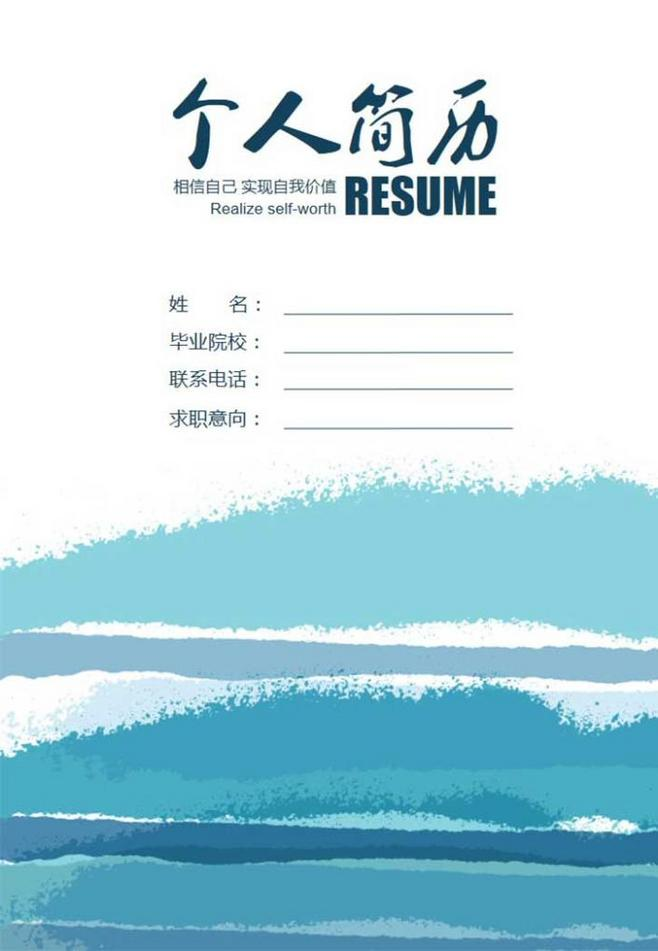 个人简历
相信自己 实现自我价值
Realize self-worth
RESUME
姓 名：
毕业院校：
联系电话：
求职意向：